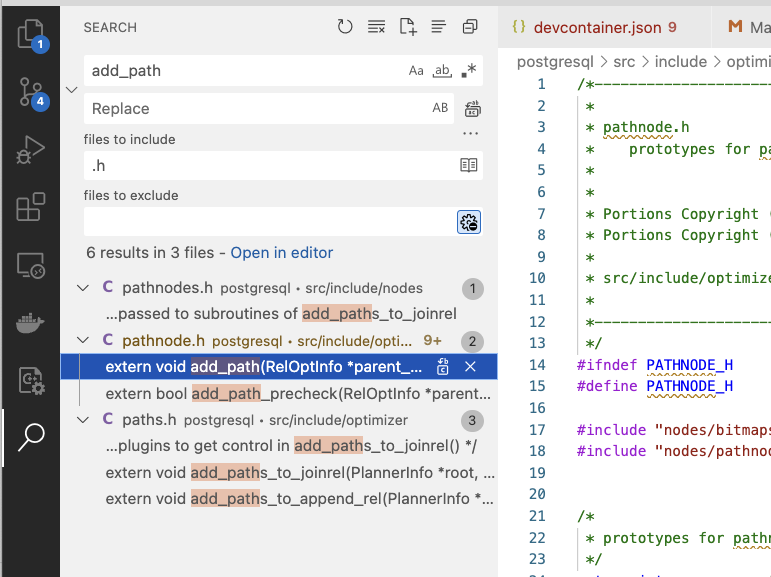 1
4
SEARCH
add_path
Aa ab .*
Replace
AB
files to include
...
.h
files to exclude
6 results in 3 files - Open in editor
C pathnodes.h postgresql • src/include/nodes 1
...passed to subroutines of add_paths_to_joinrel
C pathnode.h postgresql • src/include/opti... 9+ 2
extern void add_path(RelOptInfo *parent_...
extern bool add_path_precheck(RelOptInfo *parent...
C paths.h postgresql • src/include/optimizer 3
...plugins to get control in add_paths_to_joinrel() */
extern void add_paths_to_joinrel(PlannerInfo *root, ...
extern void add_paths_to_append_rel(PlannerInfo *...
{} devcontainer.json 9 M Ma
postgresql > src > include > optimi
1 /*--------------------
2 *
3 * pathnode.h
4 * prototypes for pa
5 *
6 *
7 * Portions Copyright (
8 * Portions Copyright (
9 *
10 * src/include/optimize
11 *
12 *--------------------
13 */
14 #ifndef PATHNODE_H
15 #define PATHNODE_H
16
17 #include "nodes/bitmaps
18 #include "nodes/pathnod
19
20
21 /*
22 * prototypes for pathn
23 */